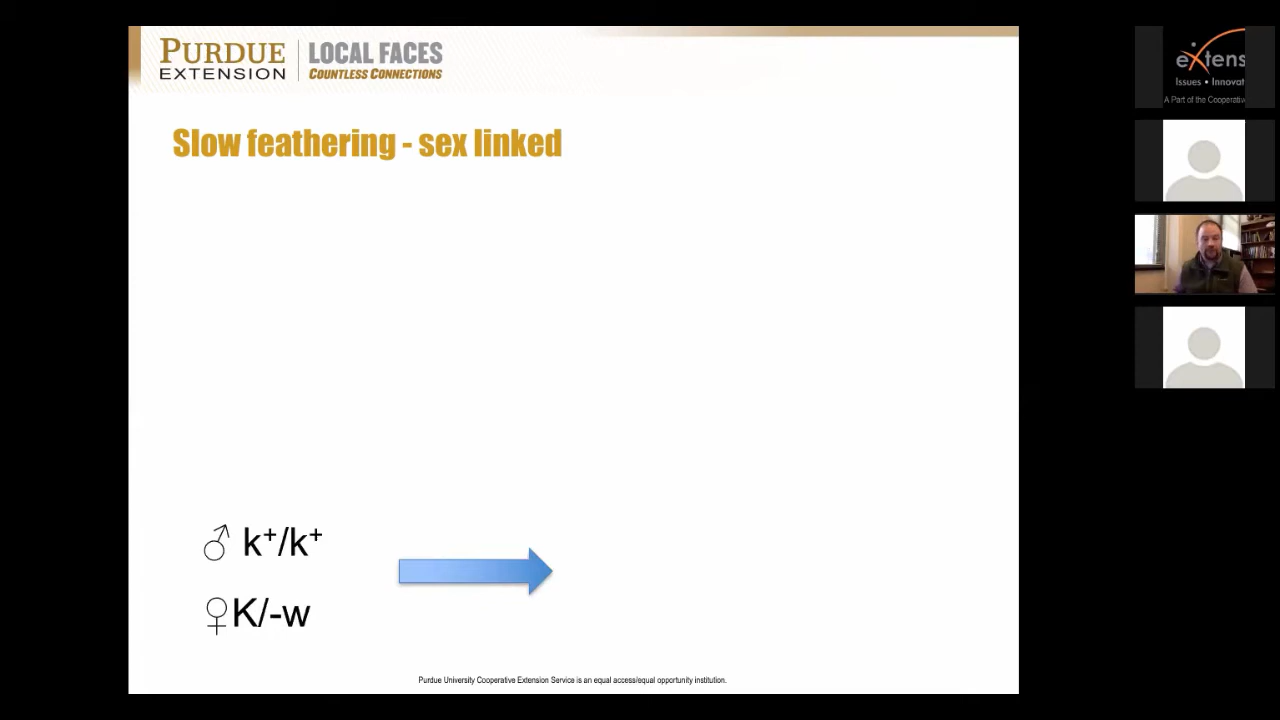 PURDUE
EXTENSION
LOCAL FACES
COUNTLESS CONNECTIONS
Slow feathering - sex linked
♂ k⁺/k⁺
♀K/-w
Purdue University Cooperative Extension Service is an equal access/equal opportunity institution.
eXtens
Issues • Innovat
A Part of the Cooperativ